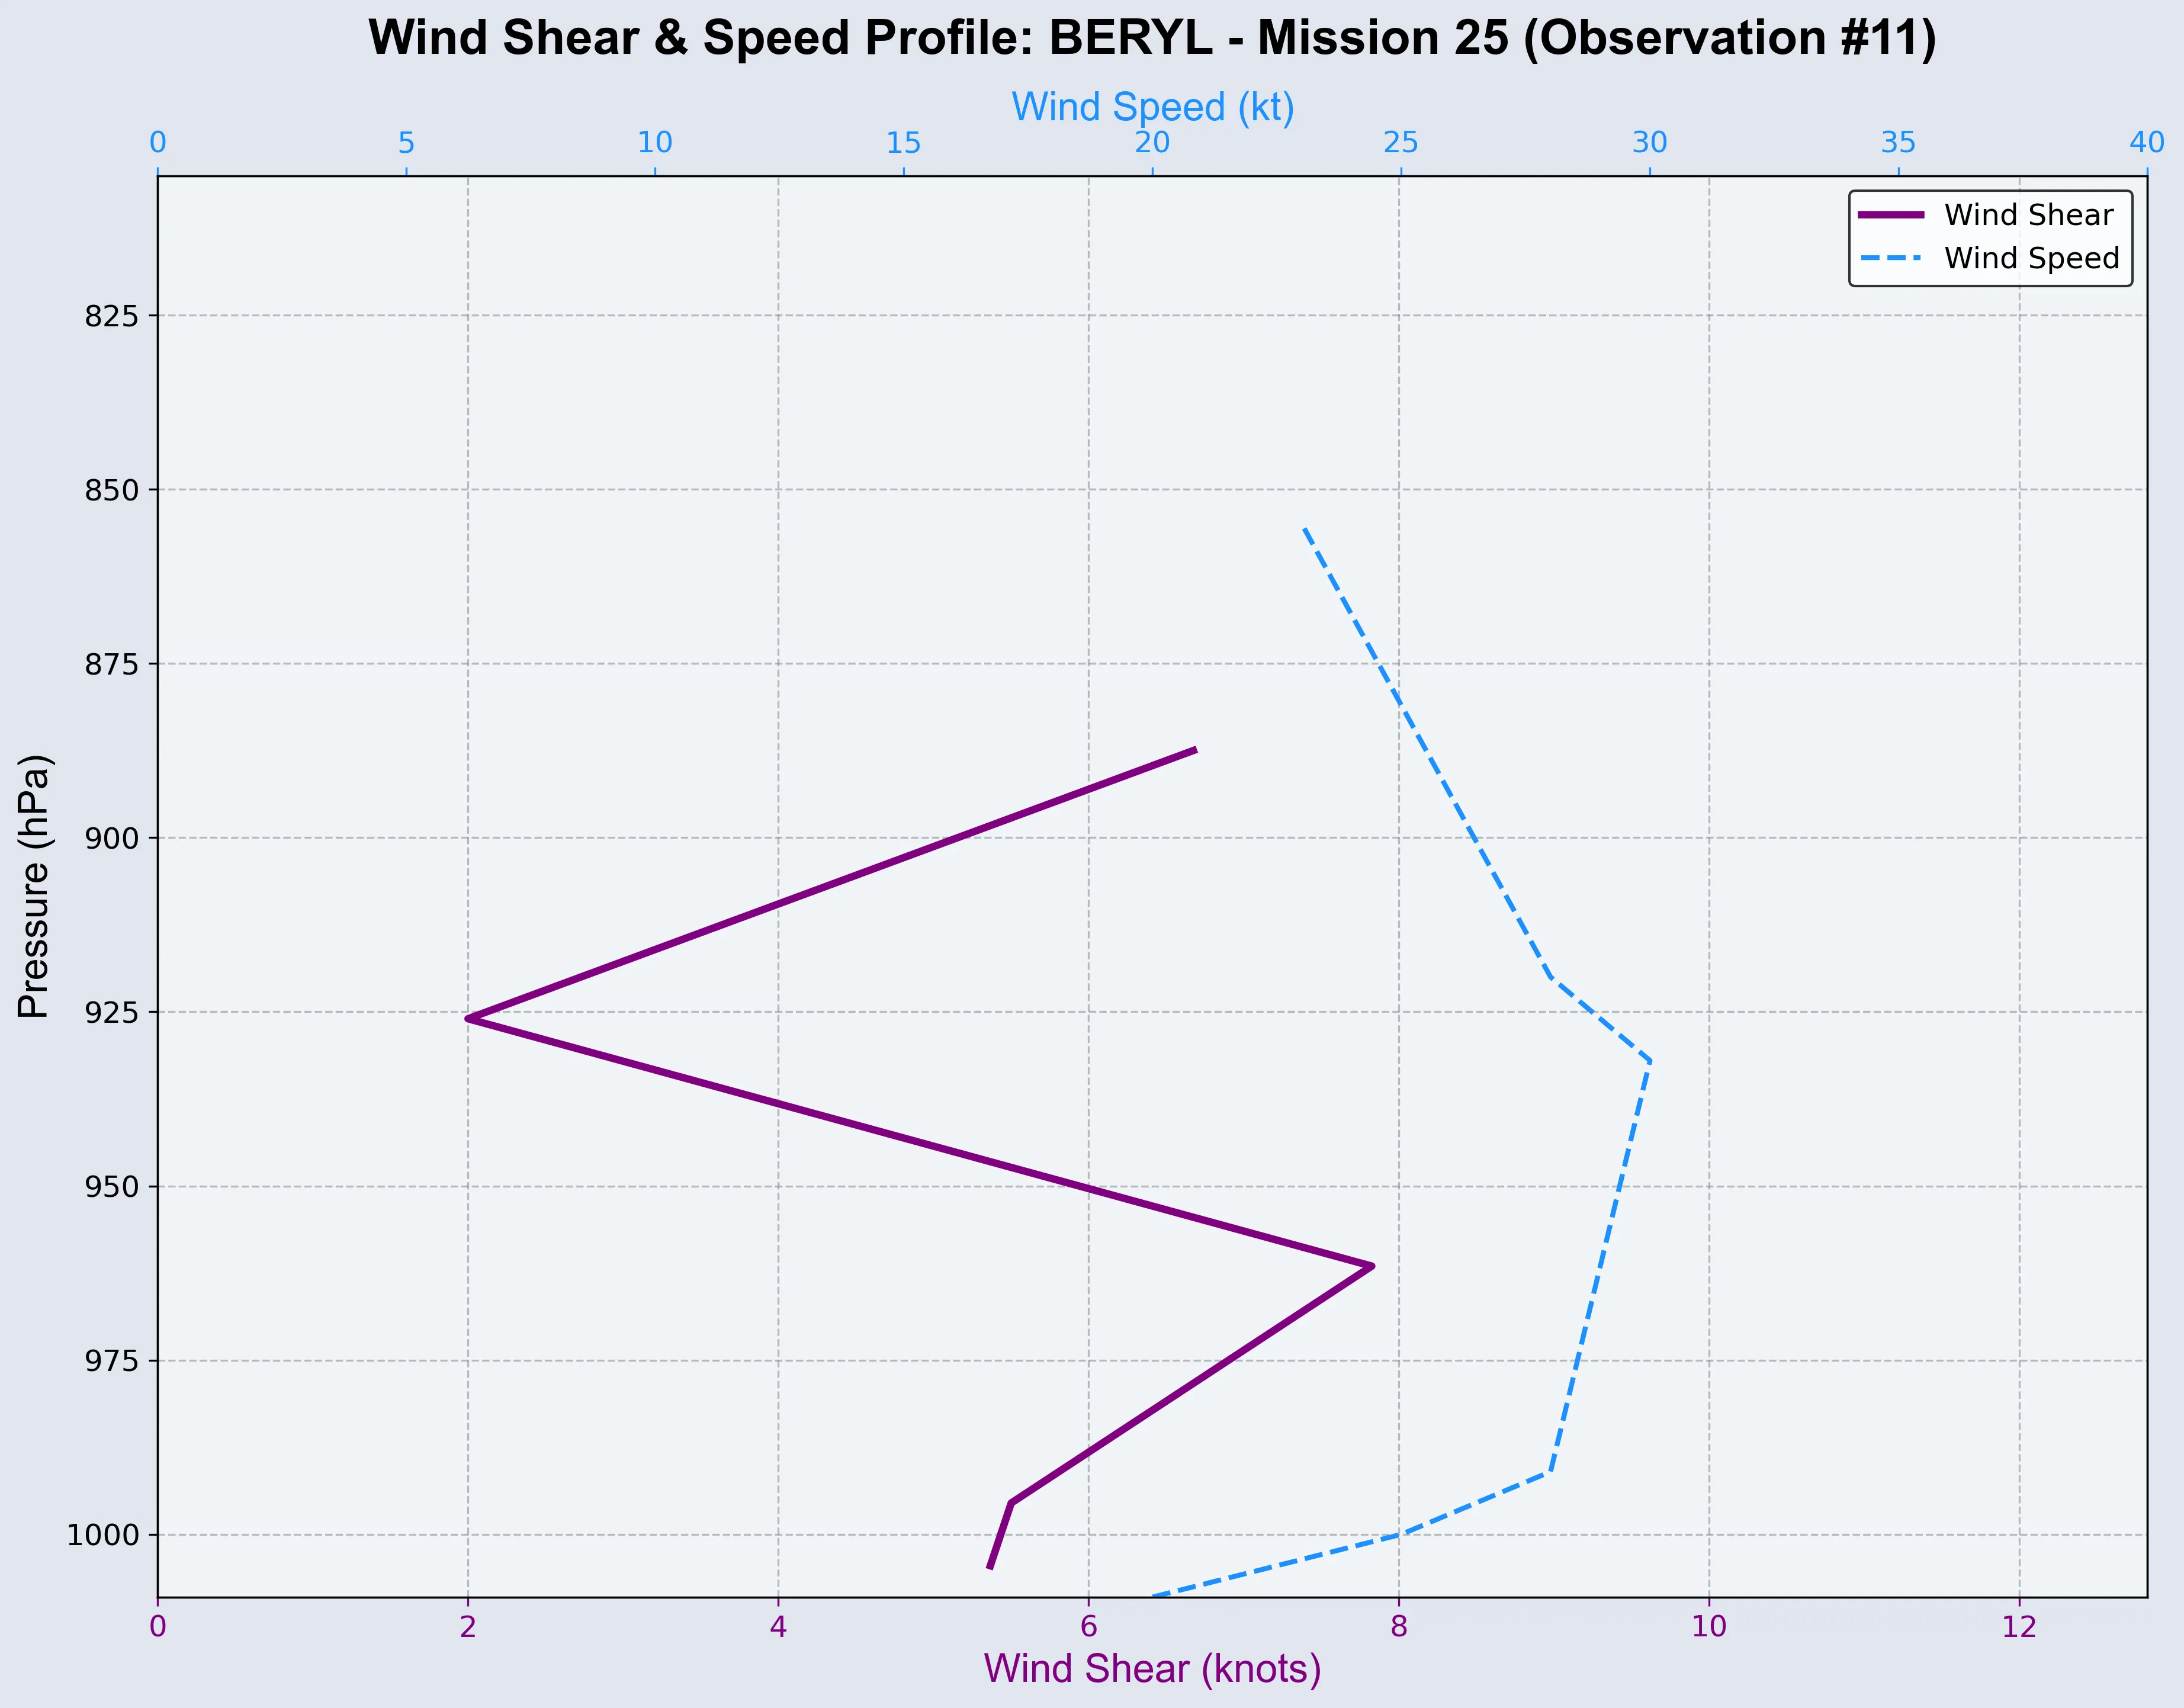 Wind Shear & Speed Profile: BERYL - Mission 25 (Observation #11)
Wind Speed (kt)
0 5 10 15 20 25 30 35 40
Wind Shear
Wind Speed
825
850
875
900
925
950
975
1000
Pressure (hPa)
0 2 4 6 8 10 12
Wind Shear (knots)